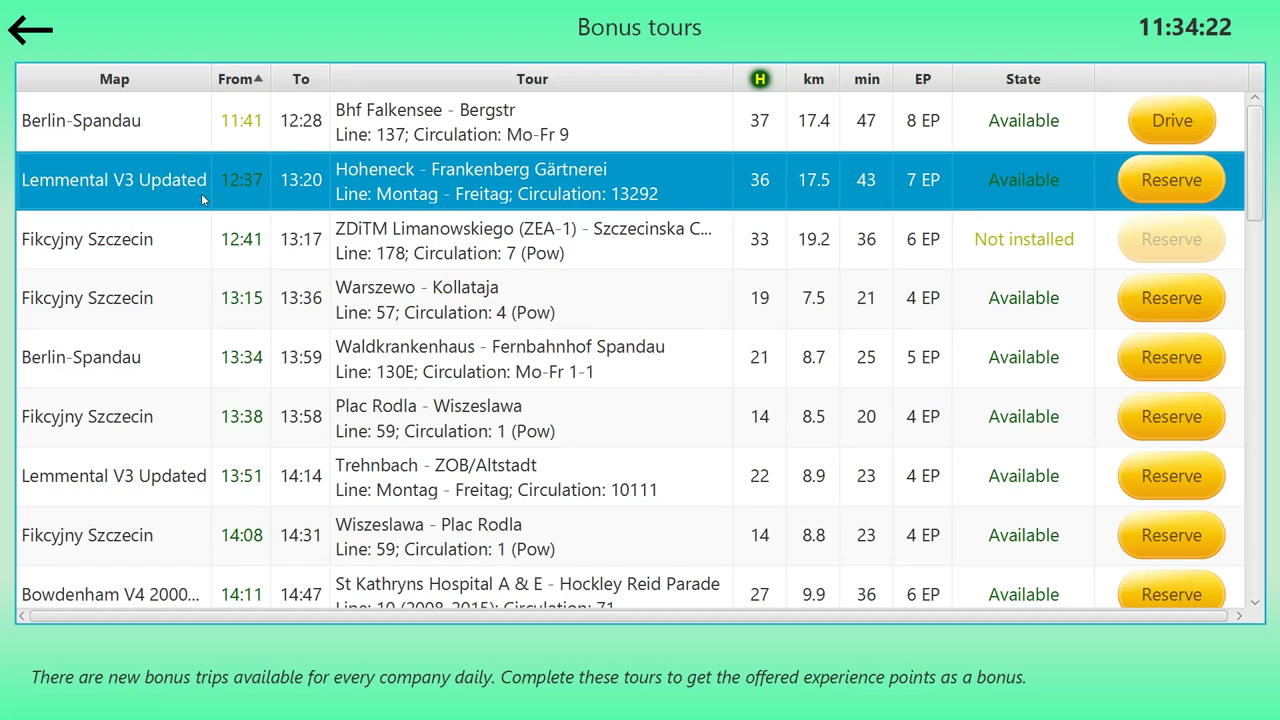 Bonus tours
11:34:22
Map From To Tour H km min EP State
Berlin-Spandau 11:41 12:28 Bhf Falkensee - Bergstr 37 17.4 47 8 EP Available Drive
Line: 137; Circulation: Mo-Fr 9
Lemmental V3 Updated 12:37 13:20 Hoheneck - Frankenberg Gärtnerei 36 17.5 43 7 EP Available Reserve
Line: Montag - Freitag; Circulation: 13292
Fikcyjny Szczecin 12:41 13:17 ZDiTM Limanowskiego (ZEA-1) - Szczecinska C... 33 19.2 36 6 EP Not installed Reserve
Line: 178; Circulation: 7 (Pow)
Fikcyjny Szczecin 13:15 13:36 Warszewo - Kollataja 19 7.5 21 4 EP Available Reserve
Line: 57; Circulation: 4 (Pow)
Berlin-Spandau 13:34 13:59 Waldkrankenhaus - Fernbahnhof Spandau 21 8.7 25 5 EP Available Reserve
Line: 130E; Circulation: Mo-Fr 1-1
Fikcyjny Szczecin 13:38 13:58 Plac Rodla - Wiszeslawa 14 8.5 20 4 EP Available Reserve
Line: 59; Circulation: 1 (Pow)
Lemmental V3 Updated 13:51 14:14 Trehnbach - ZOB/Altstadt 22 8.9 23 4 EP Available Reserve
Line: Montag - Freitag; Circulation: 10111
Fikcyjny Szczecin 14:08 14:31 Wiszeslawa - Plac Rodla 14 8.8 23 4 EP Available Reserve
Line: 59; Circulation: 1 (Pow)
Bowdenham V4 2000... 14:11 14:47 St Kathryns Hospital A & E - Hockley Reid Parade 27 9.9 36 6 EP Available Reserve
Line: 10 (2008-2015); Circulation: 71
There are new bonus trips available for every company daily. Complete these tours to get the offered experience points as a bonus.